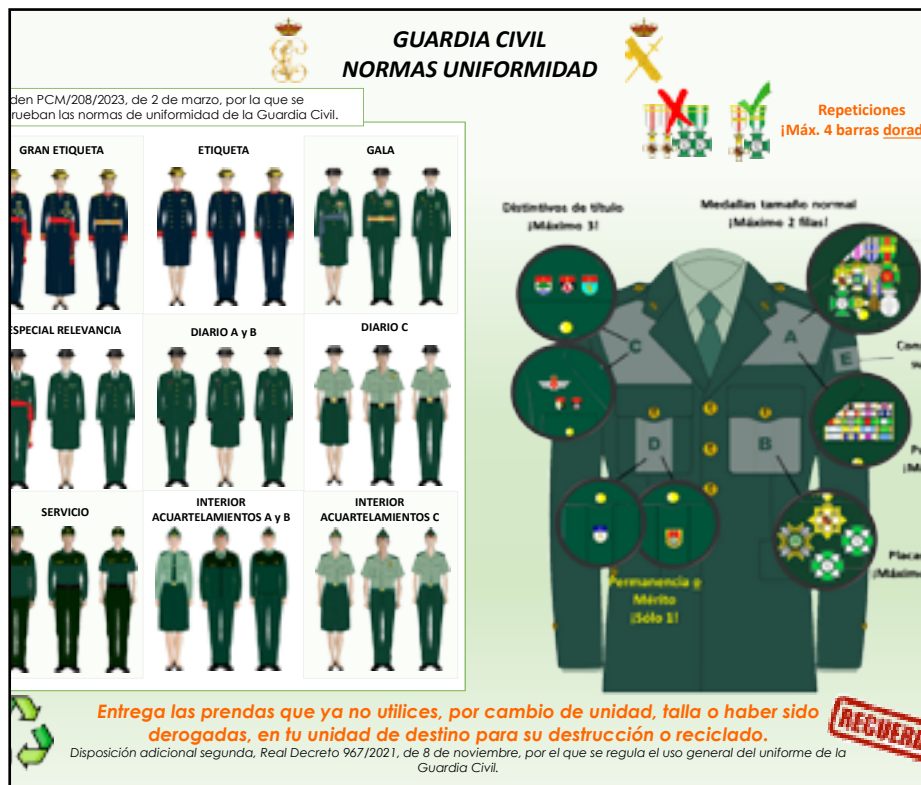 GUARDIA CIVIL
NORMAS UNIFORMIDAD
den PCM/208/2023, de 2 de marzo, por la que se
rueban las normas de uniformidad de la Guardia Civil.
Repeticiones
¡Máx. 4 barras dorad
GRAN ETIQUETA
ETIQUETA
GALA
Distintivos de título
¡Máximo 3!
Medallas tamaño normal
¡Máximo 2 filas!
ESPECIAL RELEVANCIA
DIARIO A y B
DIARIO C
C
A
E
Con
D
B
SERVICIO
INTERIOR
ACUARTELAMIENTOS A y B
INTERIOR
ACUARTELAMIENTOS C
Permanencia o
Mérito
¡Sólo 1!
Placa
¡Máximo
Entrega las prendas que ya no utilices, por cambio de unidad, talla o haber sido
derogadas, en tu unidad de destino para su destrucción o reciclado.
RECUERD
Disposición adicional segunda, Real Decreto 967/2021, de 8 de noviembre, por el que se regula el uso general del uniforme de la
Guardia Civil.